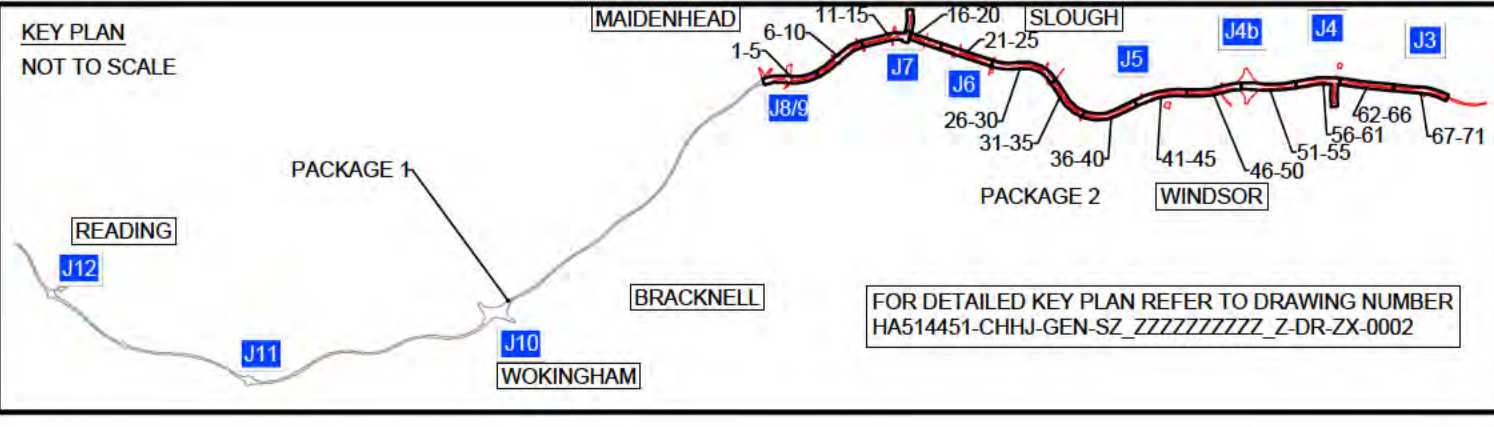 KEY PLAN
NOT TO SCALE
MAIDENHEAD
SLOUGH
1-5
6-10
11-15
16-20
21-25
J8/9
J7
J6
J5
J4b
J4
J3
26-30
31-35
36-40
41-45
46-50
51-55
56-61
62-66
67-71
PACKAGE 1
PACKAGE 2
WINDSOR
READING
J12
J11
J10
WOKINGHAM
BRACKNELL
FOR DETAILED KEY PLAN REFER TO DRAWING NUMBER
HA514451-CHHJ-GEN-SZ_ZZZZZZZZZZ_Z-DR-ZX-0002